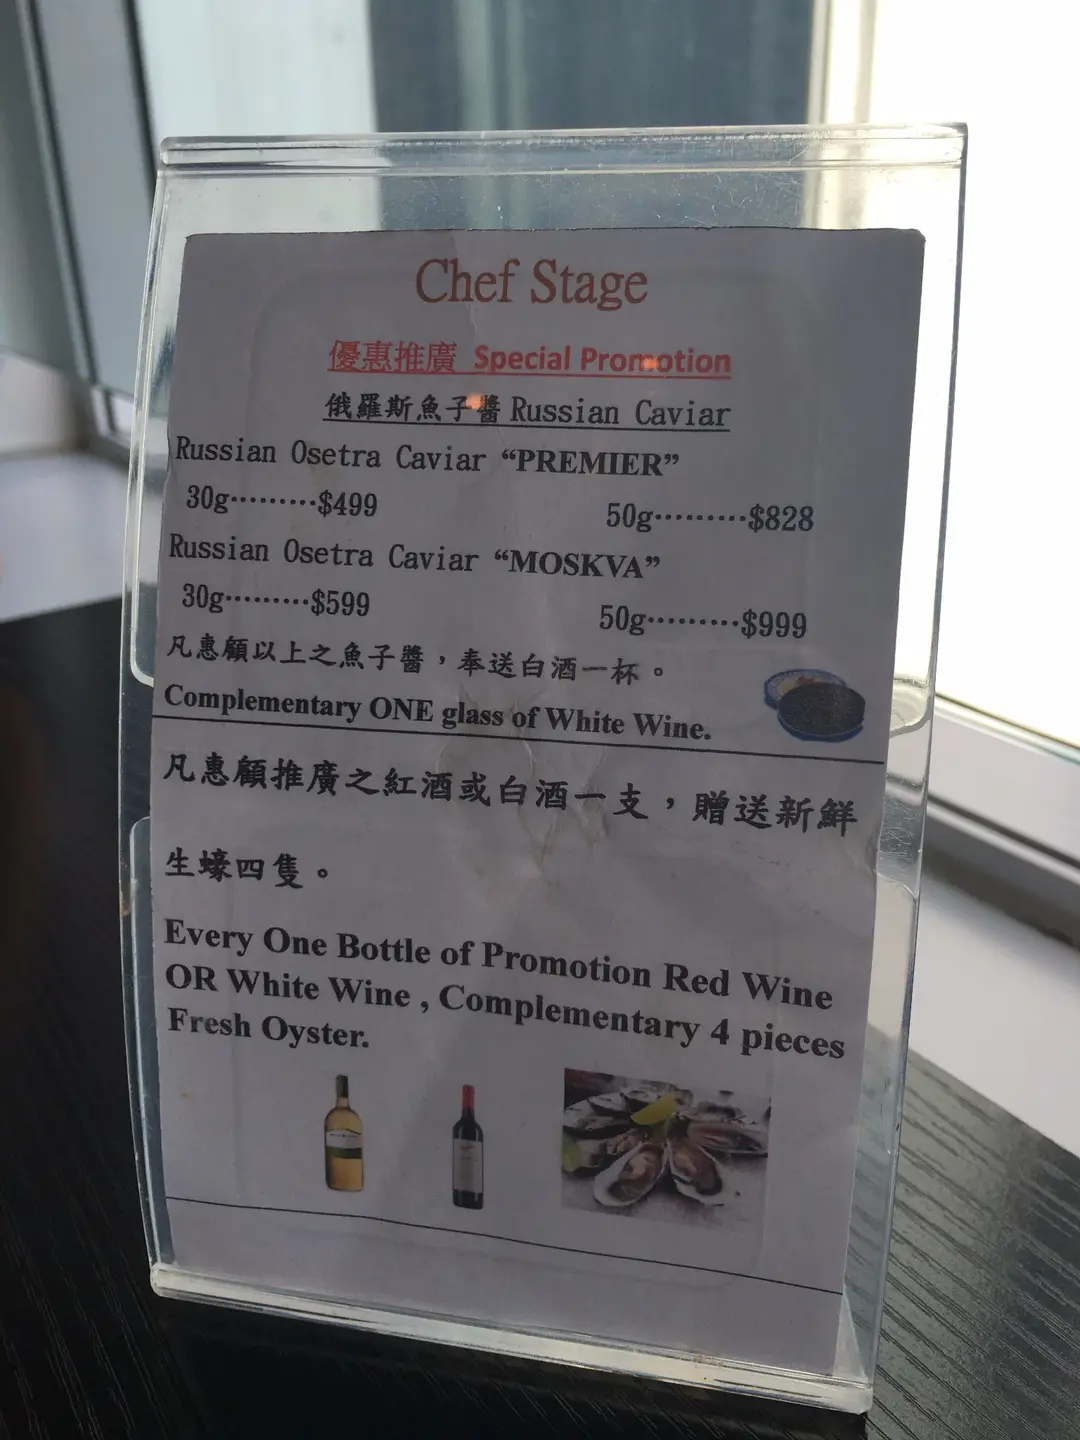 Chef Stage
優惠推廣 Special Promotion
俄羅斯魚子醬 Russian Caviar
Russian Osetra Caviar “PREMIER”
30g·········$499 50g·········$828
Russian Osetra Caviar “MOSKVA”
30g·········$599 50g·········$999
凡惠顧以上之魚子醬，奉送白酒一杯。
Complementary ONE glass of White Wine.
凡惠顧推廣之紅酒或白酒一支，贈送新鮮
生蠔四隻。
Every One Bottle of Promotion Red Wine
OR White Wine , Complementary 4 pieces
Fresh Oyster.